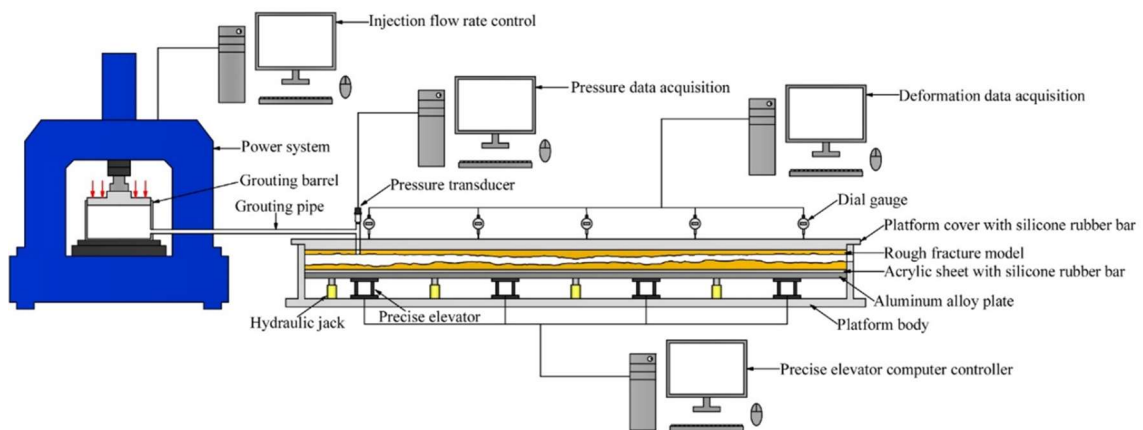 Injection flow rate control
Pressure data acquisition
Deformation data acquisition
Power system
Grouting barrel
Pressure transducer
Grouting pipe
Dial gauge
Platform cover with silicone rubber bar
Rough fracture model
Acrylic sheet with silicone rubber bar
Aluminum alloy plate
Hydraulic jack
Precise elevator
Platform body
Precise elevator computer controller